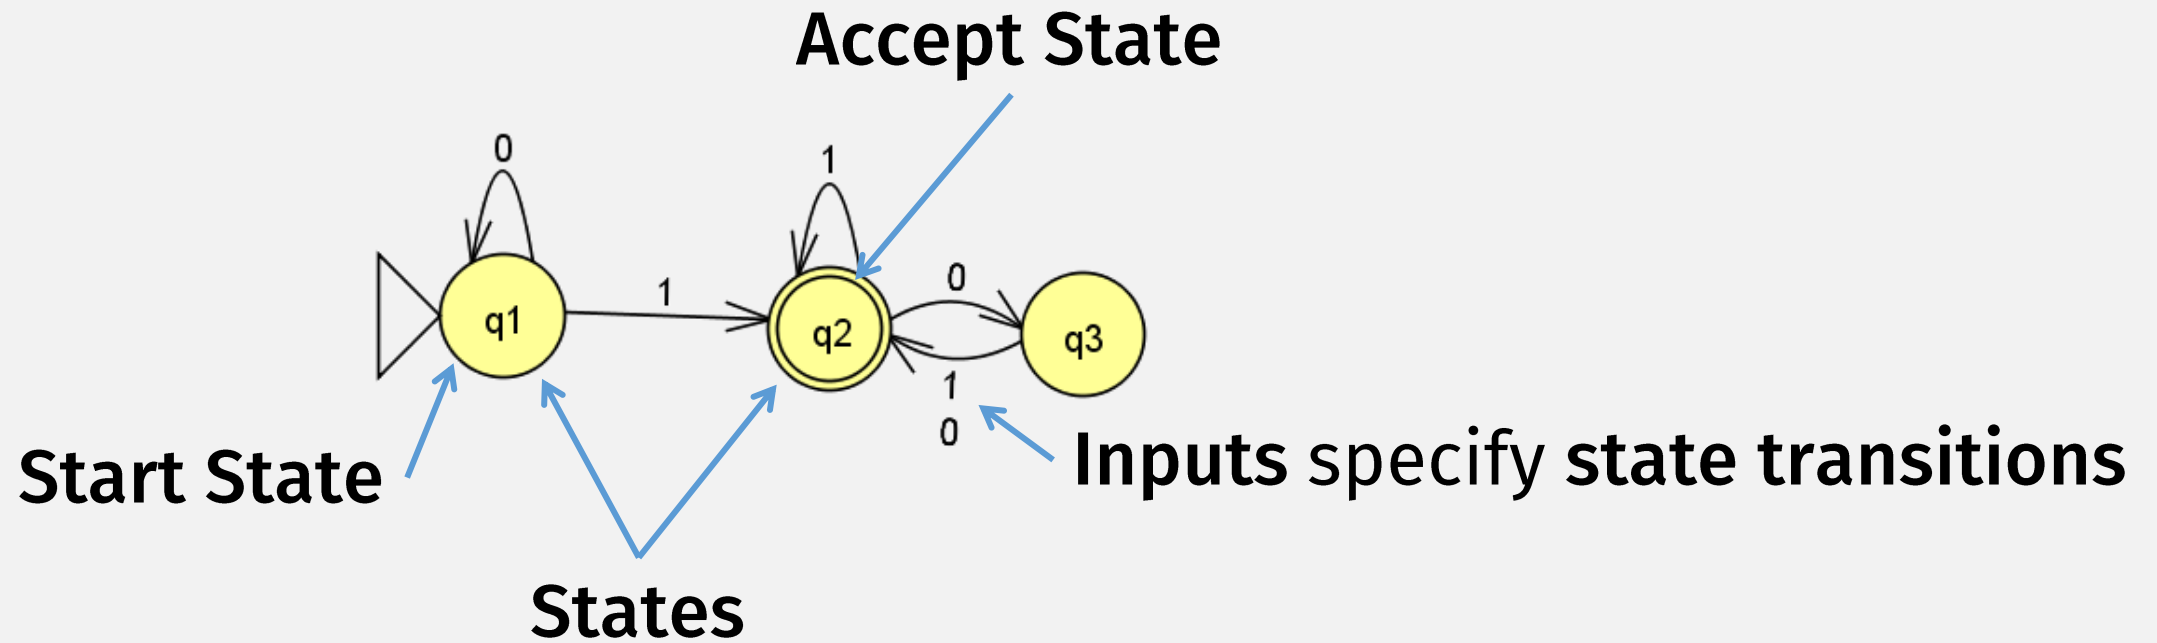 Accept State
0
1
q1
1
q2
0
q3
1
0
Start State
Inputs specify state transitions
States